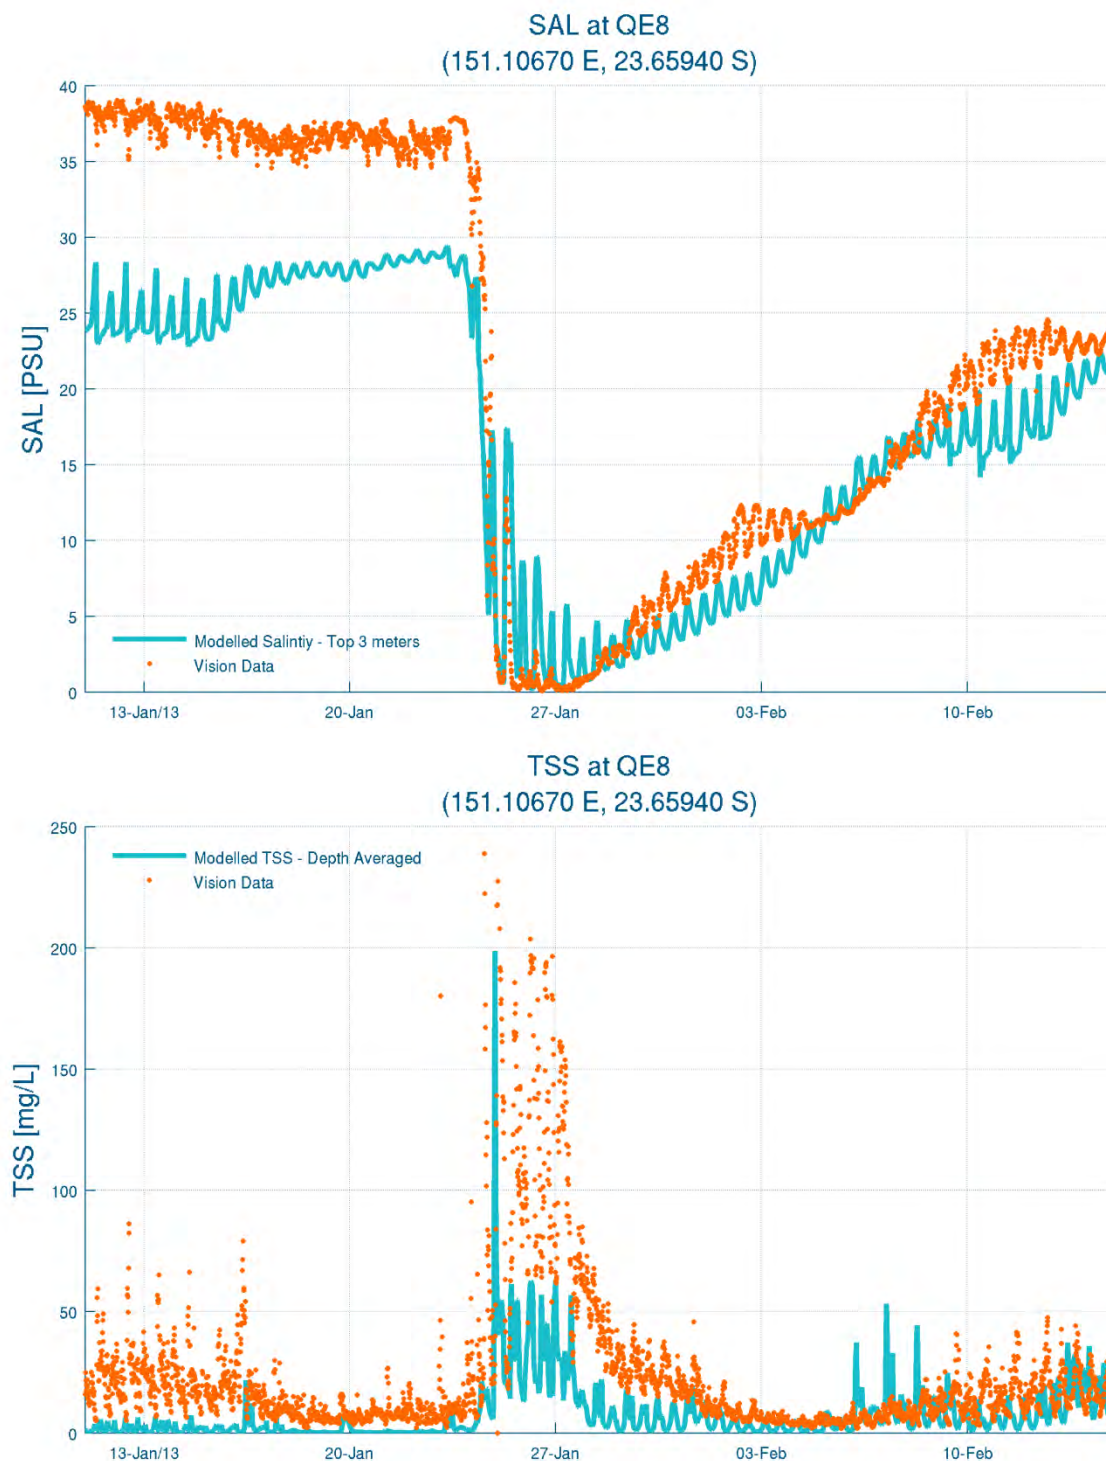 SAL at QE8
(151.10670 E, 23.65940 S)
40
35
30
25
20
15
10
5
0
SAL [PSU]
Modelled Salintiy - Top 3 meters
Vision Data
13-Jan/13
20-Jan
27-Jan
03-Feb
10-Feb
TSS at QE8
(151.10670 E, 23.65940 S)
250
200
150
100
50
0
TSS [mg/L]
Modelled TSS - Depth Averaged
Vision Data
13-Jan/13
20-Jan
27-Jan
03-Feb
10-Feb